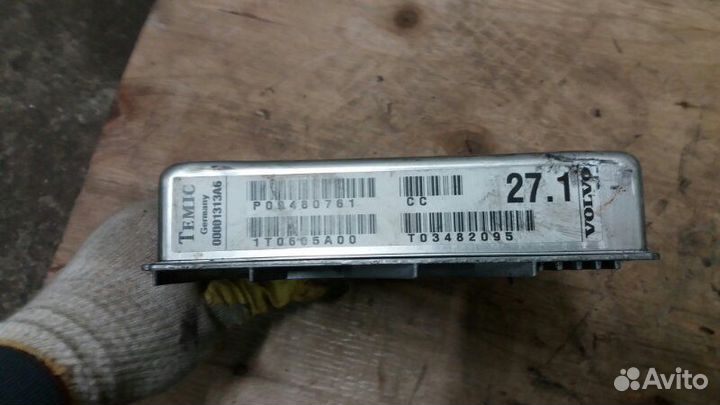 TEMIC
Germany
00001313A6
P09480761
CC
27.1
VOLVO
1T0605A00
T03482095
Avito